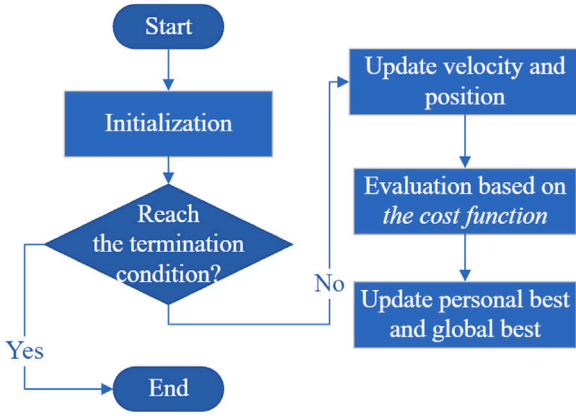 Start
Initialization
Reach
the termination
condition?
Yes
End
No
Update velocity and
position
Evaluation based on
the cost function
Update personal best
and global best